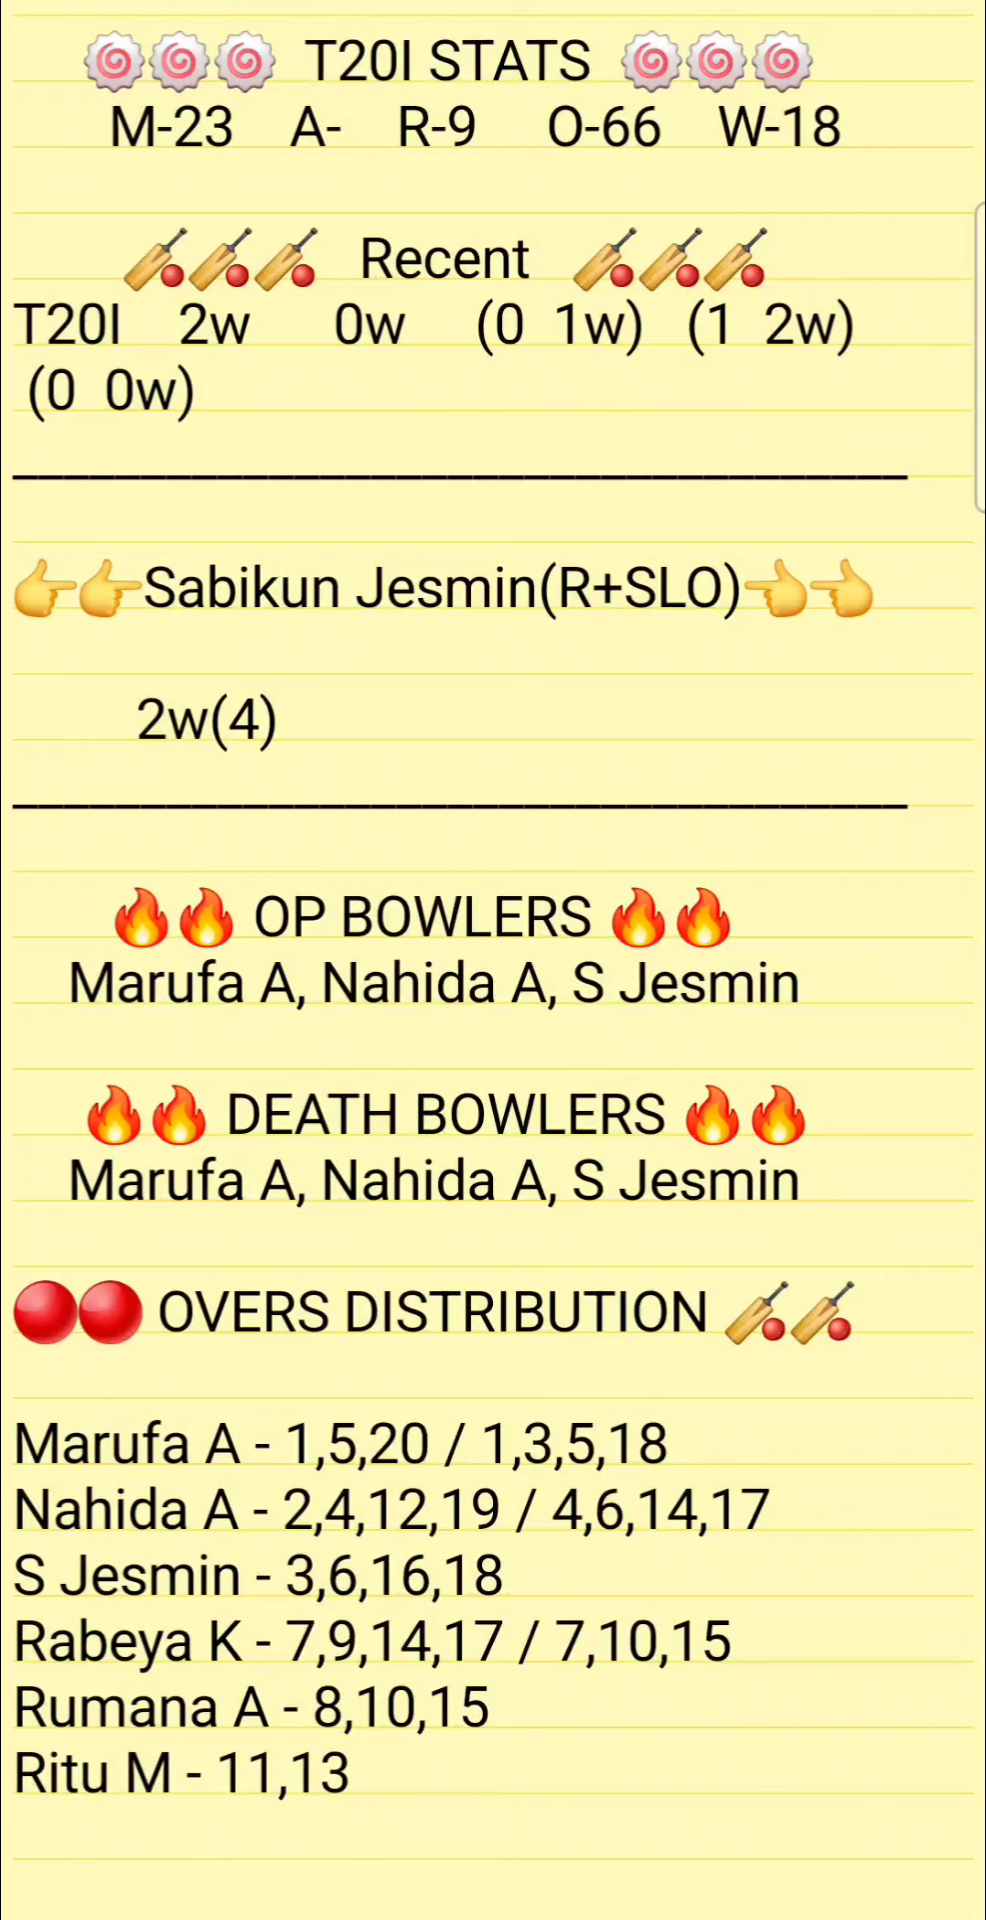 🍥🍥🍥 T20I STATS 🍥🍥🍥
M-23 A- R-9 O-66 W-18
🏏🏏🏏 Recent 🏏🏏🏏
T20I 2w 0w (0 1w) (1 2w)
(0 0w)
👉👉Sabikun Jesmin(R+SLO)👈👈
2w(4)
🔥🔥 OP BOWLERS 🔥🔥
Marufa A, Nahida A, S Jesmin
🔥🔥 DEATH BOWLERS 🔥🔥
Marufa A, Nahida A, S Jesmin
🔴🔴 OVERS DISTRIBUTION 🏏🏏
Marufa A - 1,5,20 / 1,3,5,18
Nahida A - 2,4,12,19 / 4,6,14,17
S Jesmin - 3,6,16,18
Rabeya K - 7,9,14,17 / 7,10,15
Rumana A - 8,10,15
Ritu M - 11,13